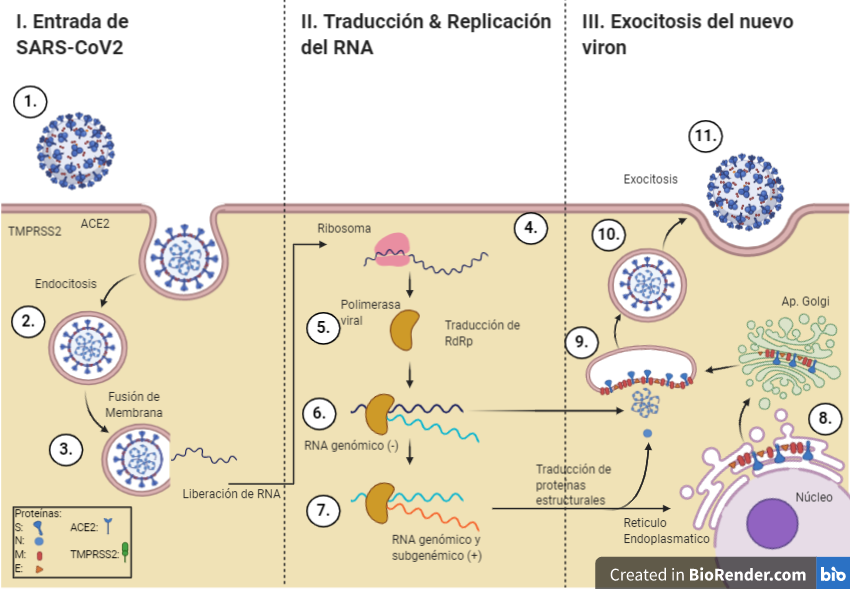 I. Entrada de
SARS-CoV2
II. Traducción & Replicación
del RNA
III. Exocitosis del nuevo
viron
1.
TMPRSS2
ACE2
Endocitosis
2.
Fusión de
Membrana
3.
Liberación de RNA
Proteínas:
S:
N:
M:
E:
ACE2:
TMPRSS2:
Ribosoma
4.
Polimerasa
viral
5.
Traducción de
RdRp
6.
RNA genómico (-)
7.
RNA genómico y
subgenémico (+)
Traducción de
proteínas
estructurales
11.
Exocitosis
10.
9.
Ap. Golgi
8.
Núcleo
Retículo
Endoplasmatico
Created in BioRender.com bio